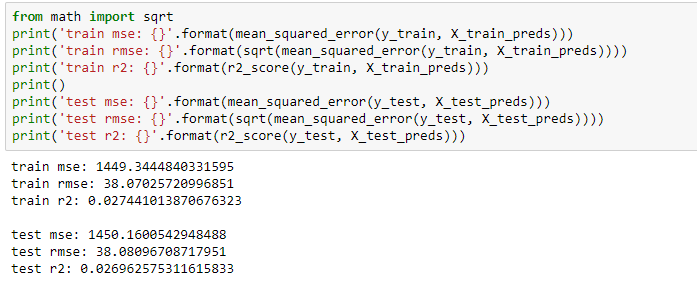 from math import sqrt
print('train mse: {}'.format(mean_squared_error(y_train, X_train_preds)))
print('train rmse: {}'.format(sqrt(mean_squared_error(y_train, X_train_preds))))
print('train r2: {}'.format(r2_score(y_train, X_train_preds)))
print()
print('test mse: {}'.format(mean_squared_error(y_test, X_test_preds)))
print('test rmse: {}'.format(sqrt(mean_squared_error(y_test, X_test_preds))))
print('test r2: {}'.format(r2_score(y_test, X_test_preds)))
train mse: 1449.3444840331595
train rmse: 38.07025720996851
train r2: 0.027441013870676323
test mse: 1450.1600542948488
test rmse: 38.08096708717951
test r2: 0.026962575311615833